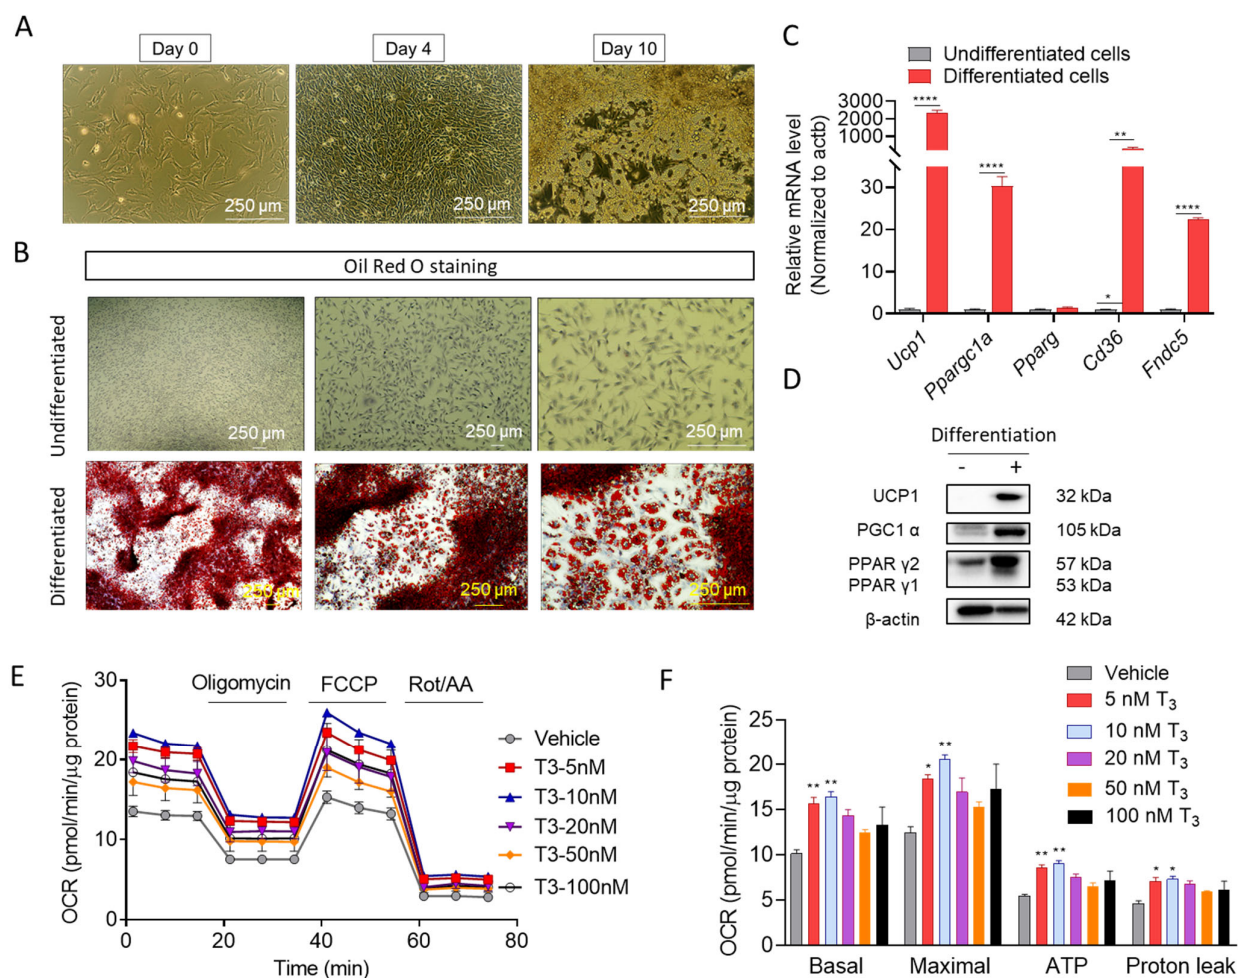 A
Day 0
Day 4
Day 10
250 µm
250 µm
250 µm
B
Oil Red O staining
Undifferentiated
250 µm
250 µm
250 µm
Differentiated
250 µm
250 µm
250 µm
C
Undifferentiated cells
Differentiated cells
Relative mRNA level
(Normalized to actb)
3000
2000
1000
30
20
10
0
****
****
*
**
****
Ucp1
Ppargc1a
Pparg
Cd36
Fndc5
D
Differentiation
- +
UCP1 32 kDa
PGC1 α 105 kDa
PPAR γ2 57 kDa
PPAR γ1 53 kDa
β-actin 42 kDa
E
OCR (pmol/min/µg protein)
30
20
10
0
Oligomycin FCCP Rot/AA
0 20 40 60 80
Time (min)
Vehicle
T3-5nM
T3-10nM
T3-20nM
T3-50nM
T3-100nM
F
Vehicle
5 nM T₃
10 nM T₃
20 nM T₃
50 nM T₃
100 nM T₃
OCR (pmol/min/µg protein)
25
20
15
10
5
0
** **
* **
** **
* *
Basal Maximal ATP Proton leak